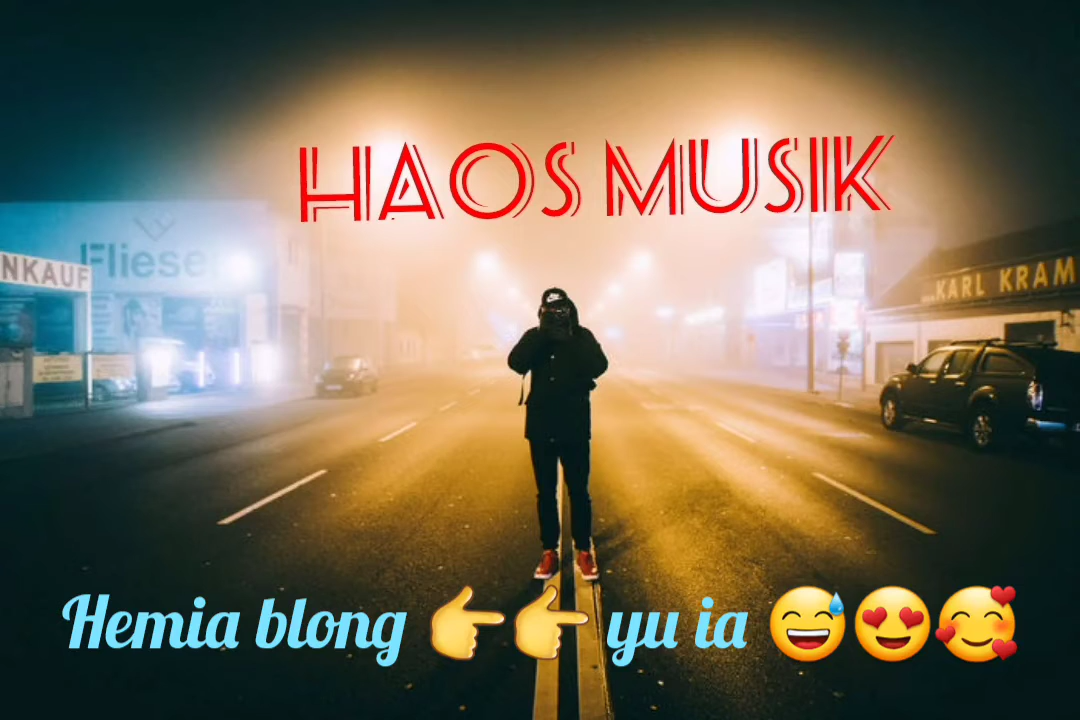 HAOS MUSIK
Fliese
NKAUF
KARL KRAM
Hemia blong 👉👉 yu ia 😅😍🥰